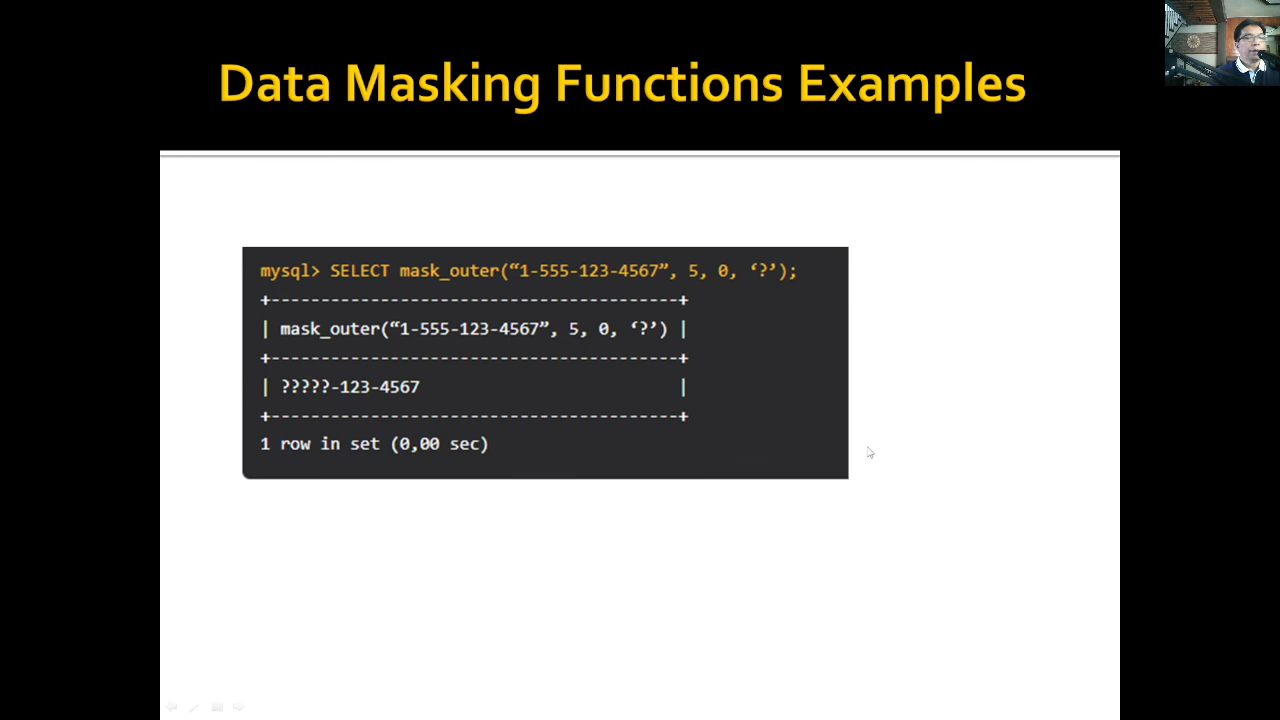 Data Masking Functions Examples
mysql> SELECT mask_outer(“1-555-123-4567”, 5, 0, ‘?’);
+-----------------------------------------+
| mask_outer(“1-555-123-4567”, 5, 0, ‘?’) |
+-----------------------------------------+
| ?????-123-4567                          |
+-----------------------------------------+
1 row in set (0,00 sec)